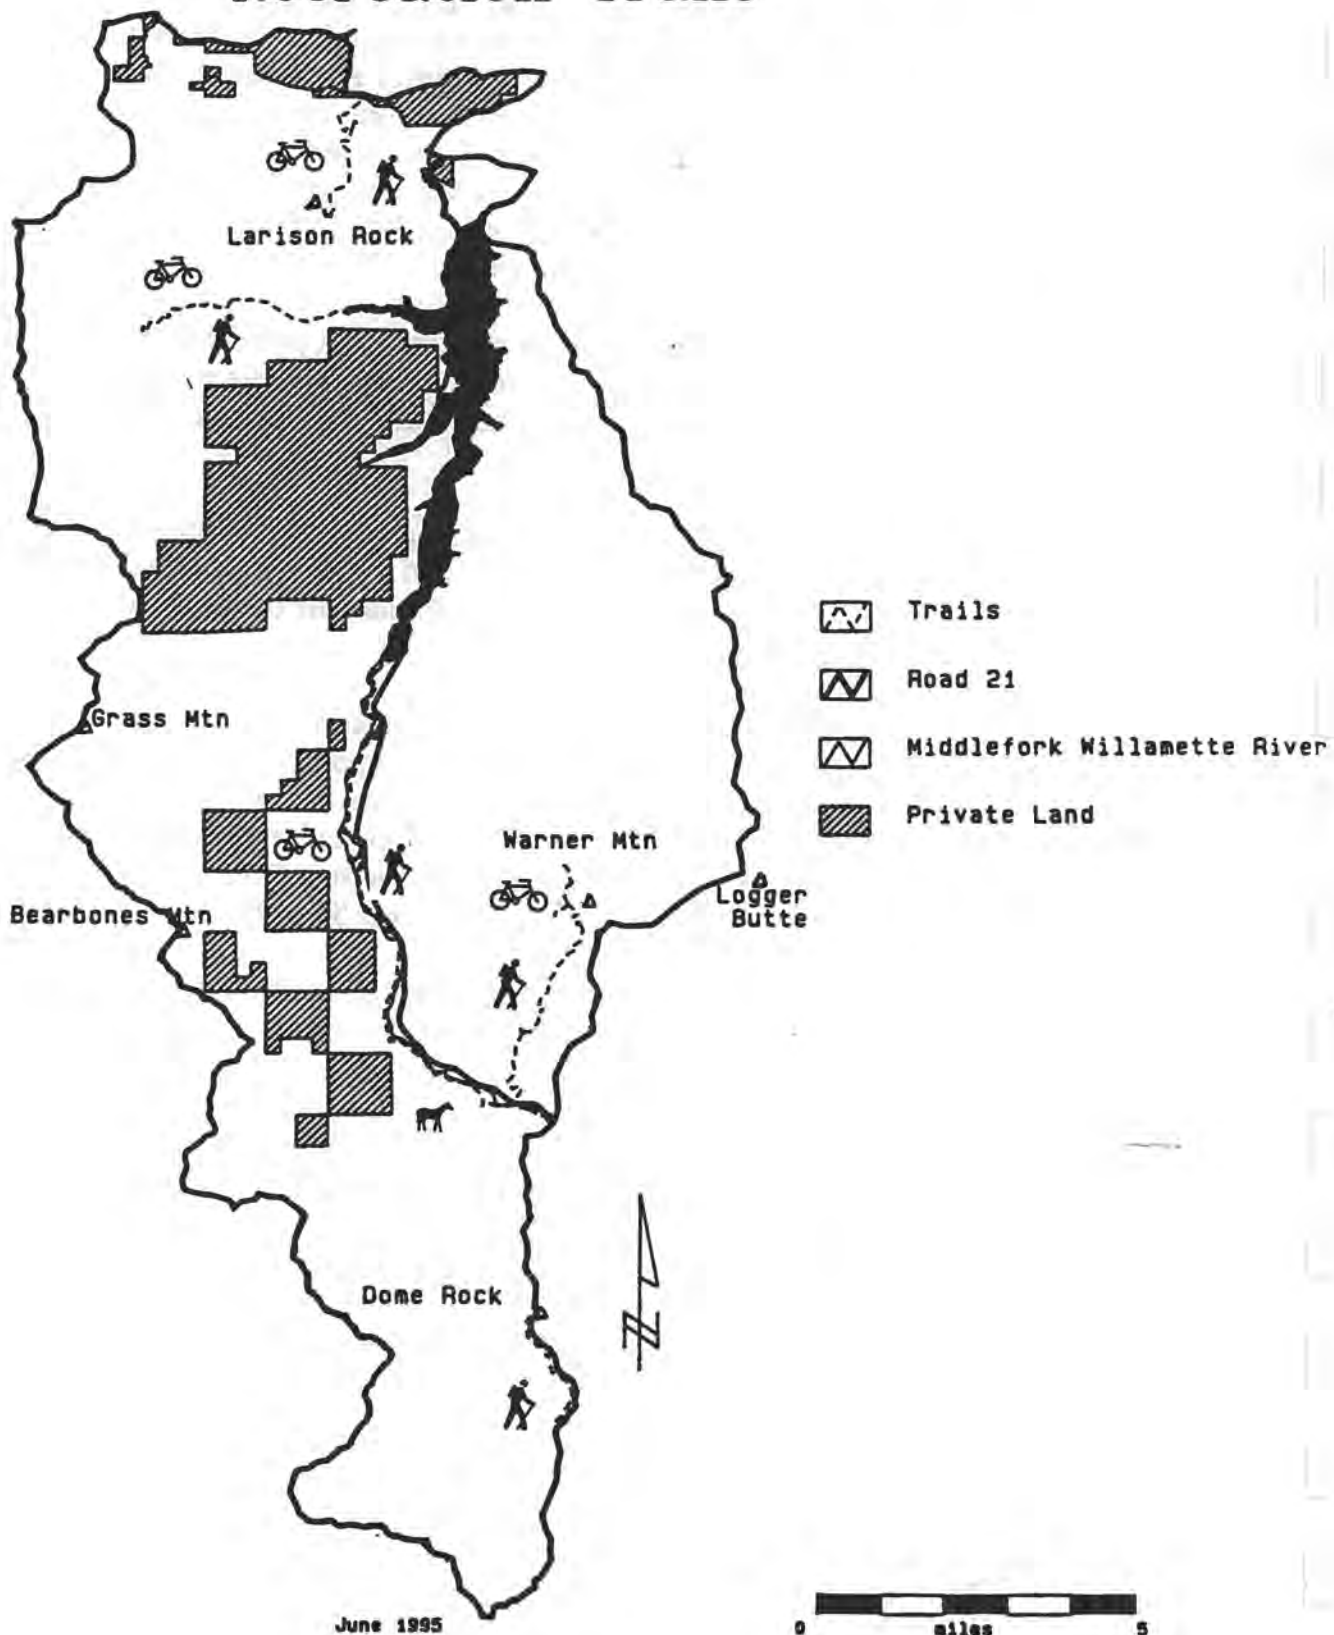 Larison Rock
Trails
Road 21
Grass Mtn
Middlefork Willamette River
Private Land
Warner Mtn
Logger
Butte
Bearbones Mtn
Dome Rock
June 1995
0 miles 5